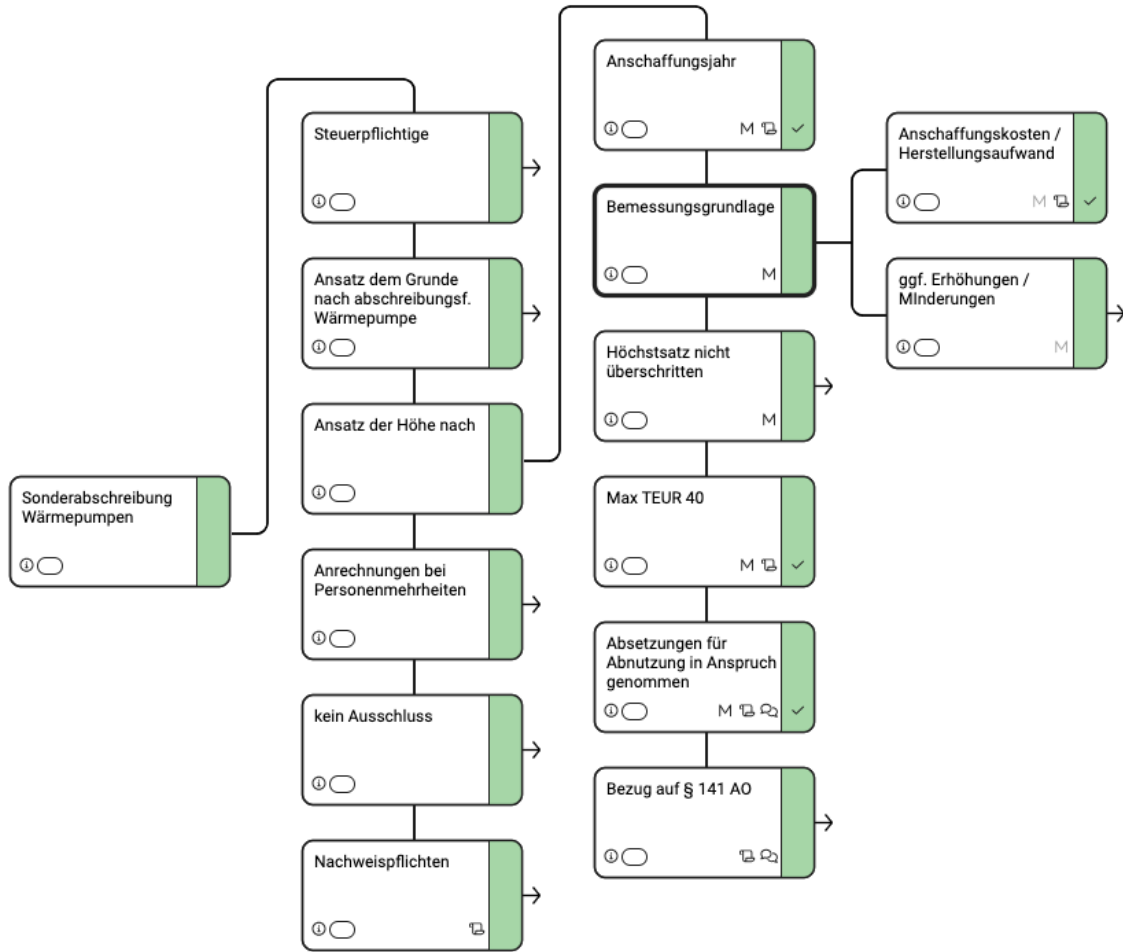 Sonderabschreibung
Wärmepumpen
Steuerpflichtige
Ansatz dem Grunde
nach abschreibungsf.
Wärmepumpe
Ansatz der Höhe nach
Anrechnungen bei
Personenmehrheiten
kein Ausschluss
Nachweispflichten
Anschaffungsjahr
M
Bemessungsgrundlage
M
Höchstsatz nicht
überschritten
M
Max TEUR 40
M
Absetzungen für
Abnutzung in Anspruch
genommen
M
Bezug auf § 141 AO
Anschaffungskosten /
Herstellungsaufwand
M
ggf. Erhöhungen /
MInderungen
M